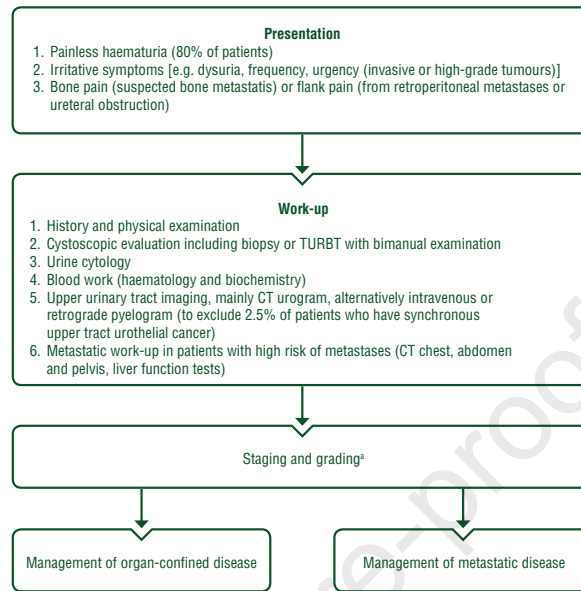 Presentation
1. Painless haematuria (80% of patients)
2. Irritative symptoms [e.g. dysuria, frequency, urgency (invasive or high-grade tumours)]
3. Bone pain (suspected bone metastatis) or flank pain (from retroperitoneal metastases or
ureteral obstruction)
Work-up
1. History and physical examination
2. Cystoscopic evaluation including biopsy or TURBT with bimanual examination
3. Urine cytology
4. Blood work (haematology and biochemistry)
5. Upper urinary tract imaging, mainly CT urogram, alternatively intravenous or
retrograde pyelogram (to exclude 2.5% of patients who have synchronous
upper tract urothelial cancer)
6. Metastatic work-up in patients with high risk of metastases (CT chest, abdomen
and pelvis, liver function tests)
Staging and gradingᵃ
Management of organ-confined disease
Management of metastatic disease
re-proof